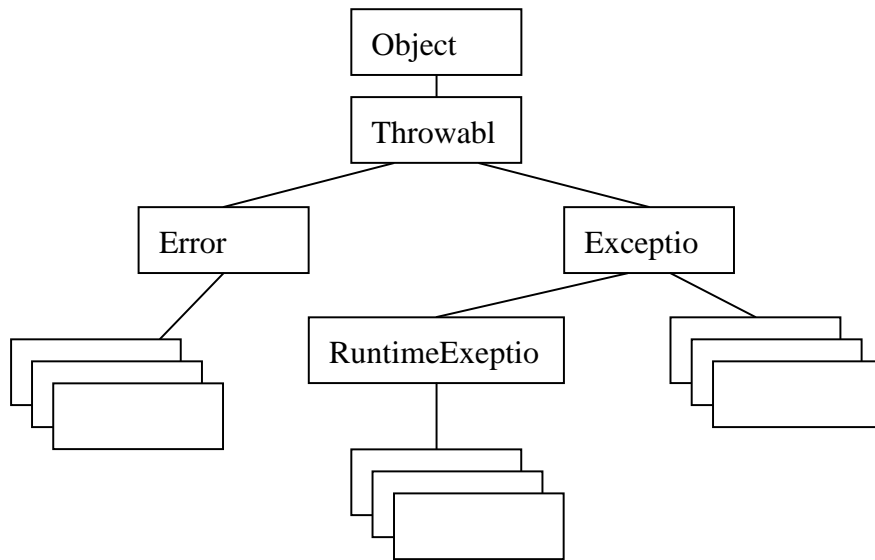 Object
Throwabl
Error
Exceptio
RuntimeExeptio